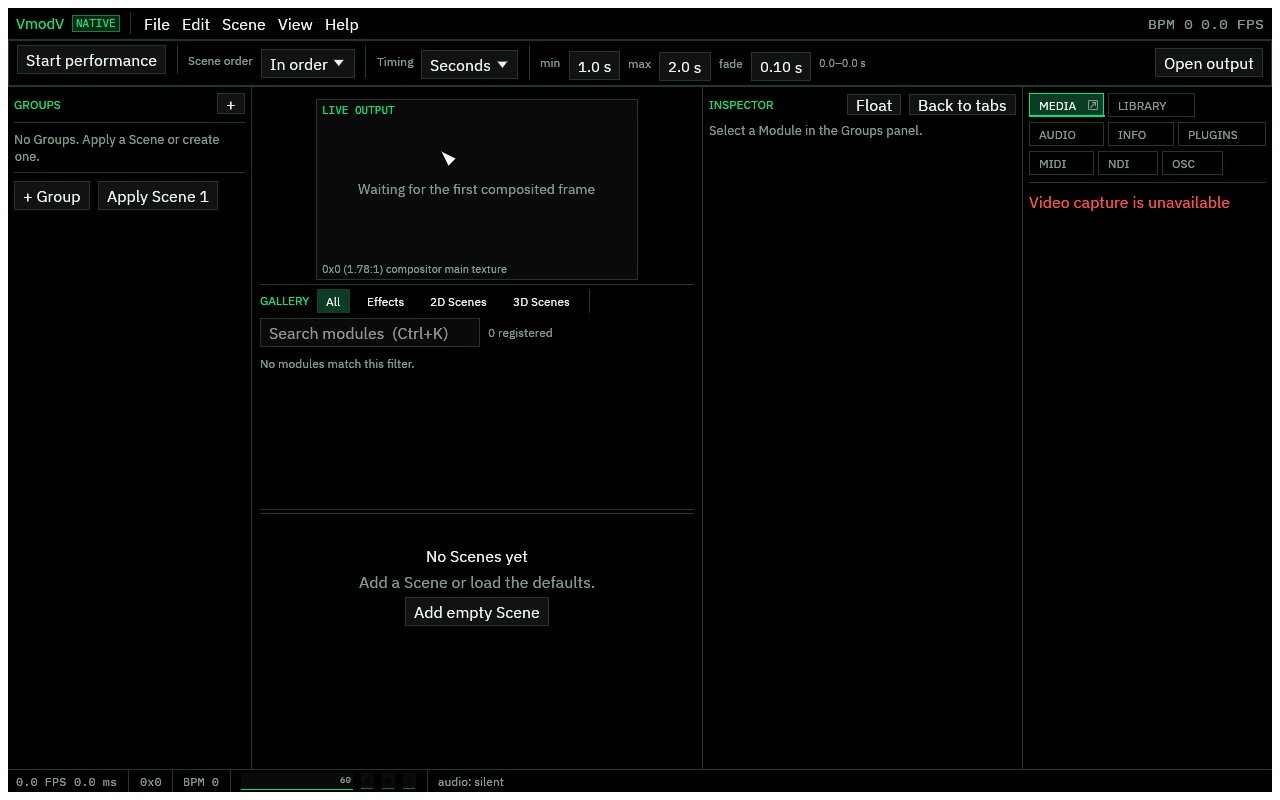 VmodV NATIVE File Edit Scene View Help BPM 0 0.0 FPS
Start performance Scene order In order Timing Seconds min 1.0 s max 2.0 s fade 0.10 s 0.0–0.0 s Open output
GROUPS +
No Groups. Apply a Scene or create
one.
+ Group Apply Scene 1
LIVE OUTPUT
Waiting for the first composited frame
0x0 (1.78:1) compositor main texture
GALLERY All Effects 2D Scenes 3D Scenes
Search modules (Ctrl+K) 0 registered
No modules match this filter.
No Scenes yet
Add a Scene or load the defaults.
Add empty Scene
INSPECTOR Float Back to tabs
Select a Module in the Groups panel.
MEDIA LIBRARY
AUDIO INFO PLUGINS
MIDI NDI OSC
Video capture is unavailable
0.0 FPS 0.0 ms 0x0 BPM 0 60 audio: silent